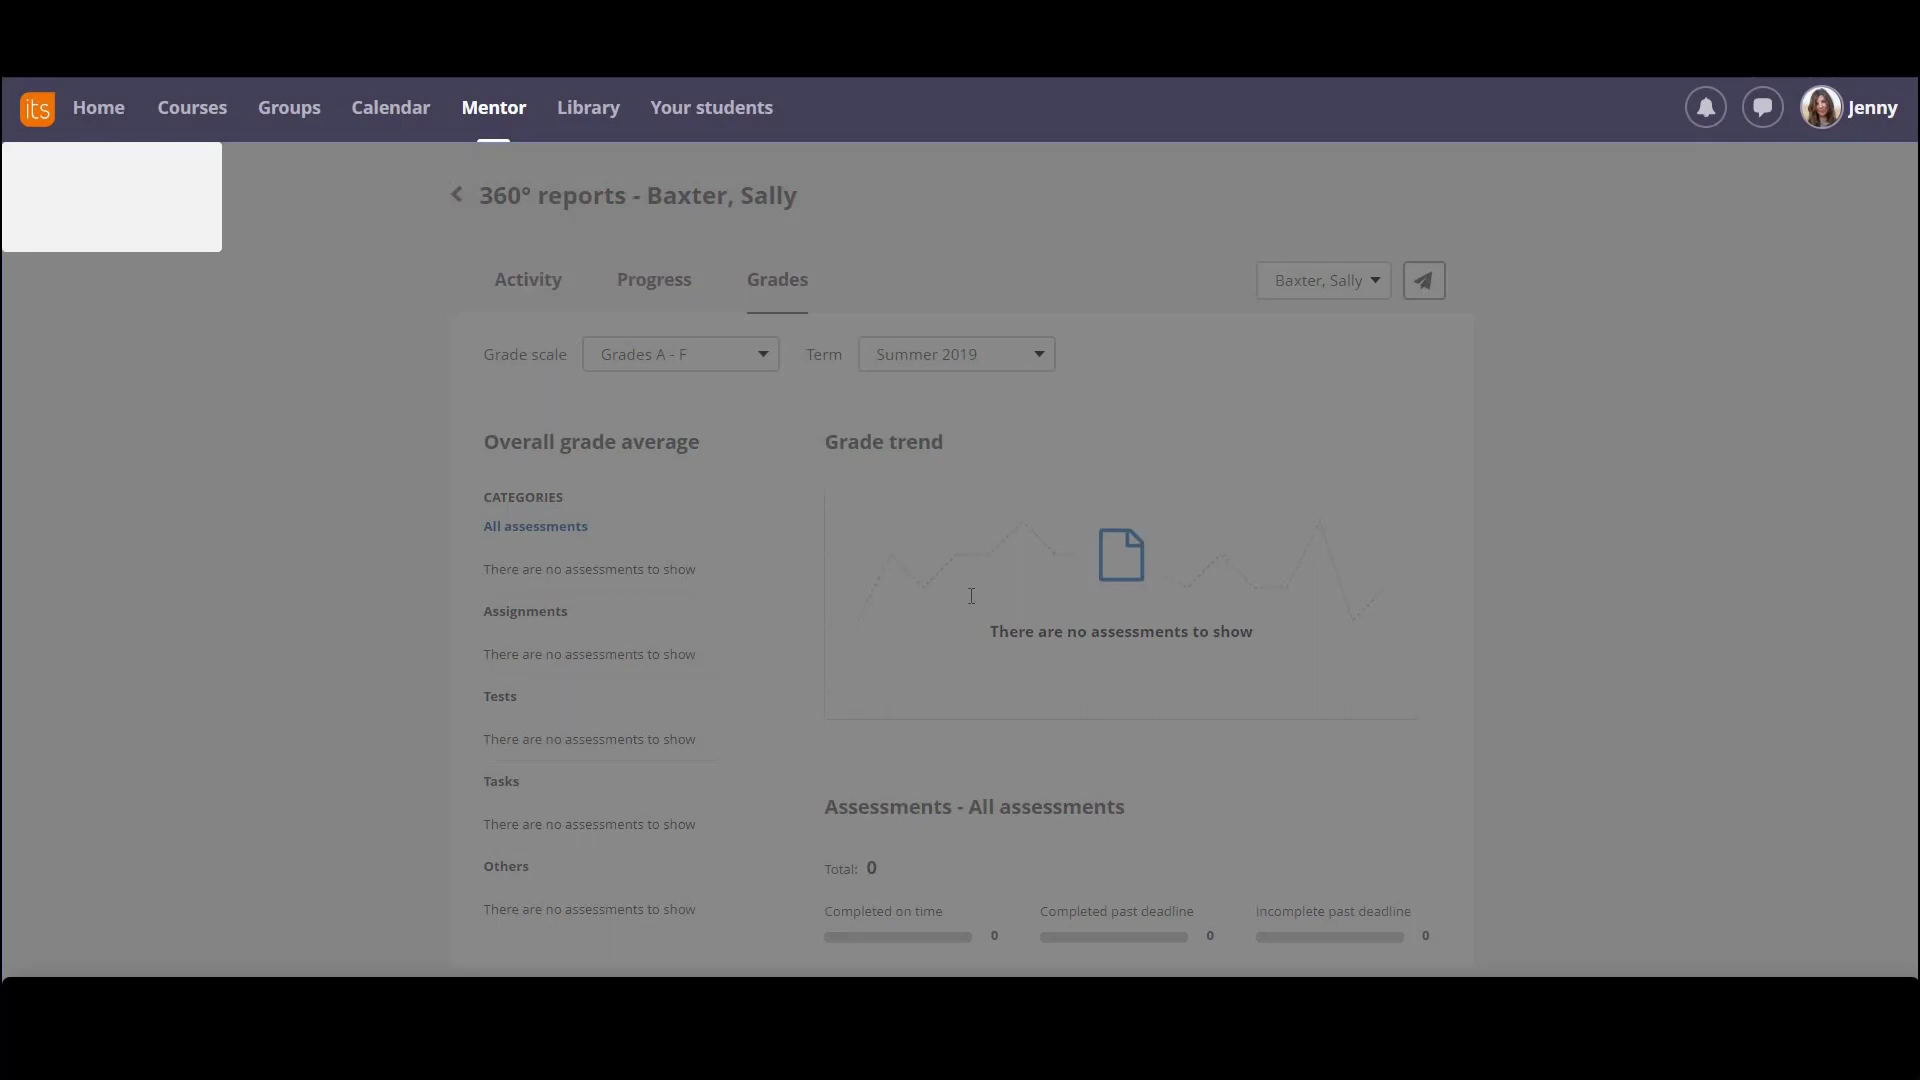 its Home Courses Groups Calendar Mentor Library Your students Jenny
360° reports - Baxter, Sally
Activity Progress Grades Baxter, Sally
Grade scale Grades A - F Term Summer 2019
Overall grade average
CATEGORIES
All assessments
There are no assessments to show
Assignments
There are no assessments to show
Tests
There are no assessments to show
Tasks
There are no assessments to show
Others
There are no assessments to show
Grade trend
There are no assessments to show
Assessments - All assessments
Total: 0
Completed on time Completed past deadline Incomplete past deadline
0 0 0